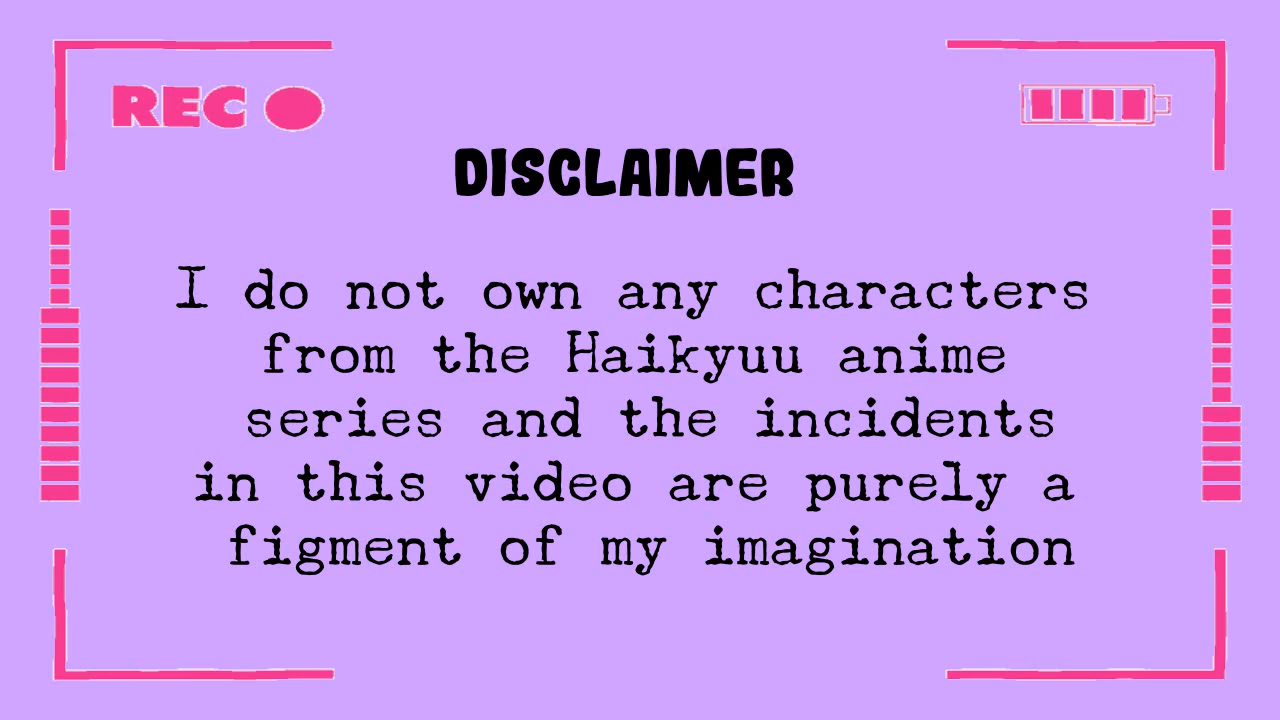 REC
DISCLAIMER
I do not own any characters
from the Haikyuu anime
series and the incidents
in this video are purely a
figment of my imagination